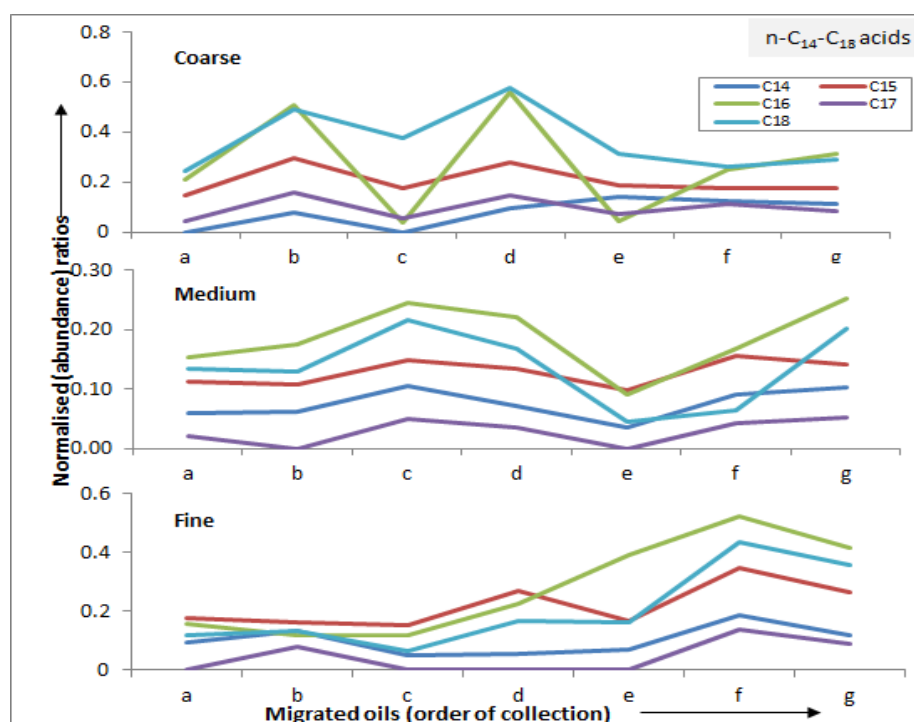 n-C₁₄-C₁₈ acids
C14 C15
C16 C17
C18
Normalised (abundance) ratios
Coarse
0.8
0.6
0.4
0.2
0
a b c d e f g
Medium
0.30
0.20
0.10
0.00
a b c d e f g
Fine
0.6
0.4
0.2
0
a b c d e f g
Migrated oils (order of collection)